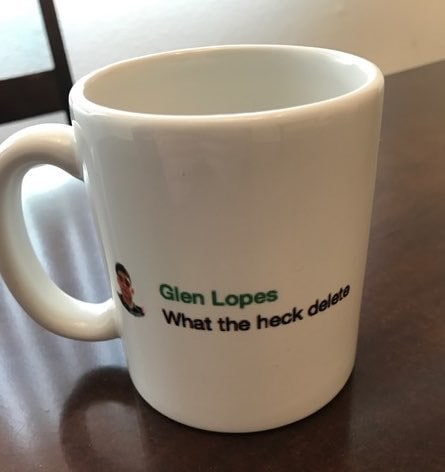 Glen Lopes
What the heck delete